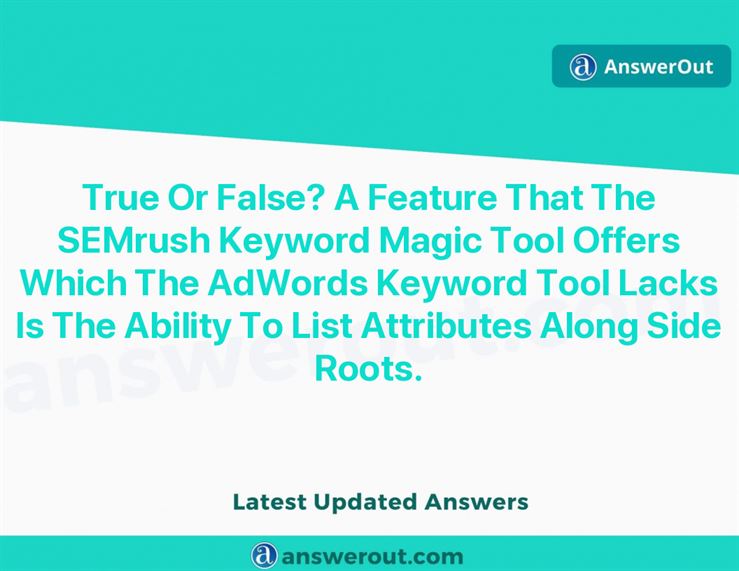 AnswerOut
True Or False? A Feature That The
SEMrush Keyword Magic Tool Offers
Which The AdWords Keyword Tool Lacks
Is The Ability To List Attributes Along Side
Roots.
answerout.com
Latest Updated Answers
answerout.com